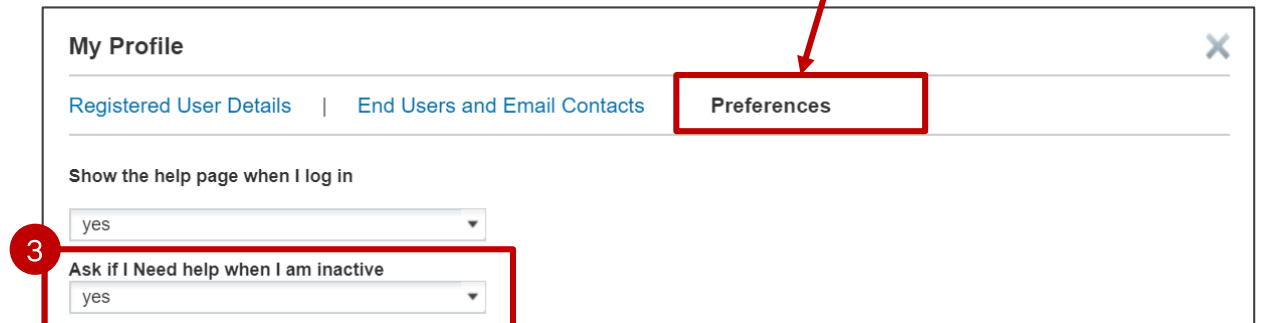 My Profile
Registered User Details | End Users and Email Contacts Preferences
Show the help page when I log in
yes
3
Ask if I Need help when I am inactive
yes